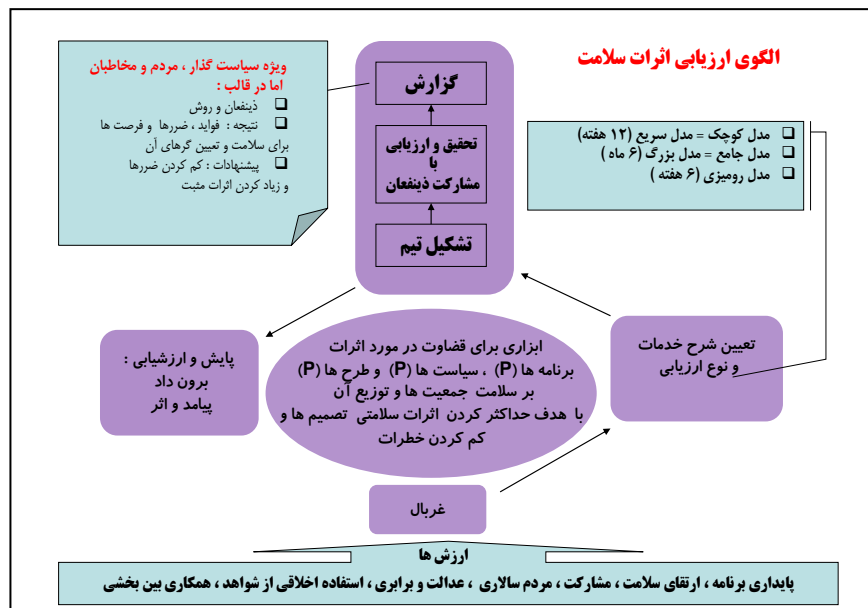 الگوی ارزیابی اثرات سلامت
ویژه سیاست گذار ، مردم و مخاطبان
اما در قالب :
❑ ذینفعان و روش
❑ نتیجه : فواید ، ضررها و فرصت ها
برای سلامت و تعیین گرهای آن
❑ پیشنهادات : کم کردن ضررها
و زیاد کردن اثرات مثبت
گزارش
تحقیق و ارزیابی
با
مشارکت ذینفعان
تشکیل تیم
❑ مدل کوچک = مدل سریع (۱۲ هفته)
❑ مدل جامع = مدل بزرگ (۶ ماه )
❑ مدل رومیزی (۶ هفته )
تعیین شرح خدمات
و نوع ارزیابی
ابزاری برای قضاوت در مورد اثرات
برنامه ها (P) ، سیاست ها (P) و طرح ها (P)
بر سلامت جمعیت ها و توزیع آن
با هدف حداکثر کردن اثرات سلامتی تصمیم ها و
کم کردن خطرات
پایش و ارزشیابی :
برون داد
پیامد و اثر
غربال
ارزش ها
پایداری برنامه ، ارتقای سلامت ، مشارکت ، مردم سالاری ، عدالت و برابری ، استفاده اخلاقی از شواهد ، همکاری بین بخشی